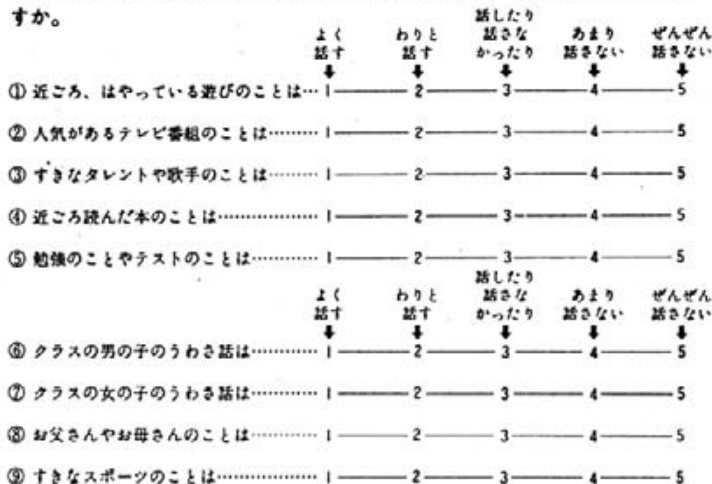 すか。
よく話す わりと話す 話したり話さなかったり あまり話さない ぜんぜん話さない
① 近ごろ、はやっている遊びのことは… 1 2 3 4 5
② 人気があるテレビ番組のことは……… 1 2 3 4 5
③ すきなタレントや歌手のことは……… 1 2 3 4 5
④ 近ごろ読んだ本のことは……………… 1 2 3 4 5
⑤ 勉強のことやテストのことは………… 1 2 3 4 5
よく話す わりと話す 話したり話さなかったり あまり話さない ぜんぜん話さない
⑥ クラスの男の子のうわさ話は………… 1 2 3 4 5
⑦ クラスの女の子のうわさ話は………… 1 2 3 4 5
⑧ お父さんやお母さんのことは………… 1 2 3 4 5
⑨ すきなスポーツのことは……………… 1 2 3 4 5